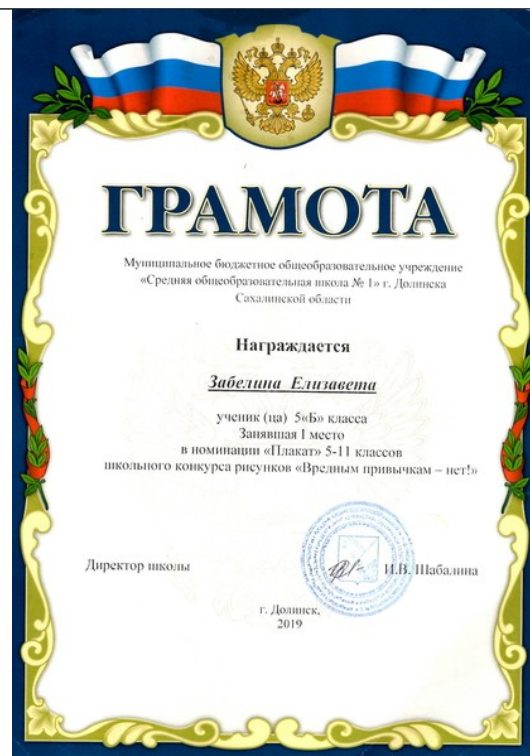 ГРАМОТА
Муниципальное бюджетное общеобразовательное учреждение
«Средняя общеобразовательная школа № 1» г. Долинска
Сахалинской области
Награждается
Забелина Елизавета
ученик (ца) 5«Б» класса
Занявшая I место
в номинации «Плакат» 5-11 классов
школьного конкурса рисунков «Вредным привычкам – нет!»
Директор школы И.В. Шабалина
г. Долинск,
2019